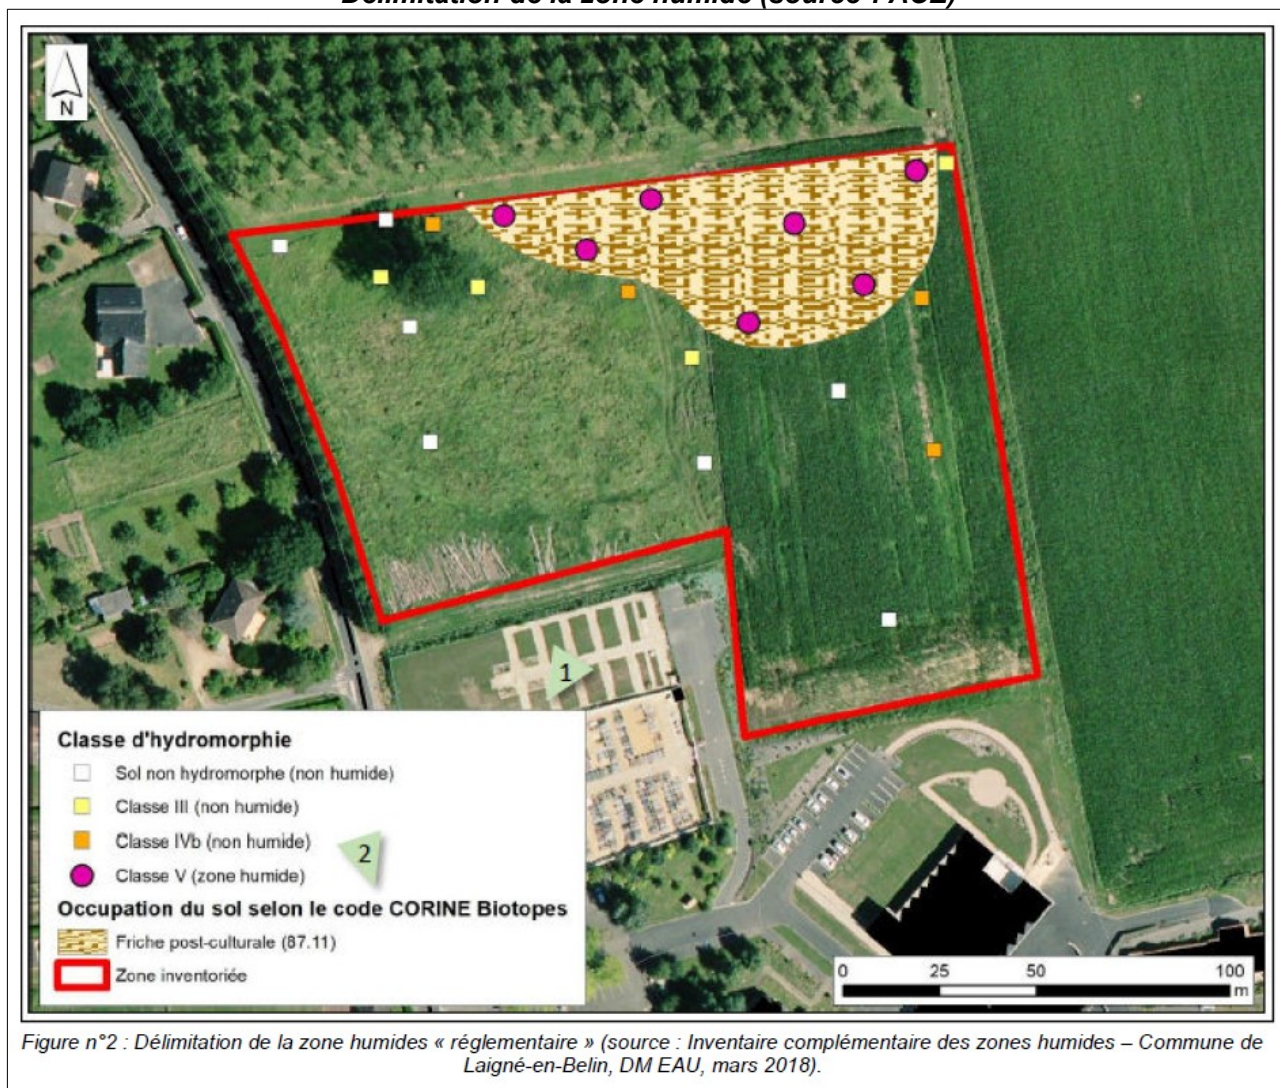 Délimitation de la zone humide (source : AGE)
N
1
Classe d'hydromorphie
Sol non hydromorphe (non humide)
Classe III (non humide)
Classe IVb (non humide)
2
Classe V (zone humide)
Occupation du sol selon le code CORINE Biotopes
Friche post-culturale (87.11)
Zone inventoriée
0 25 50 100
m
Figure n°2 : Délimitation de la zone humides « réglementaire » (source : Inventaire complémentaire des zones humides – Commune de
Laigné-en-Belin, DM EAU, mars 2018).